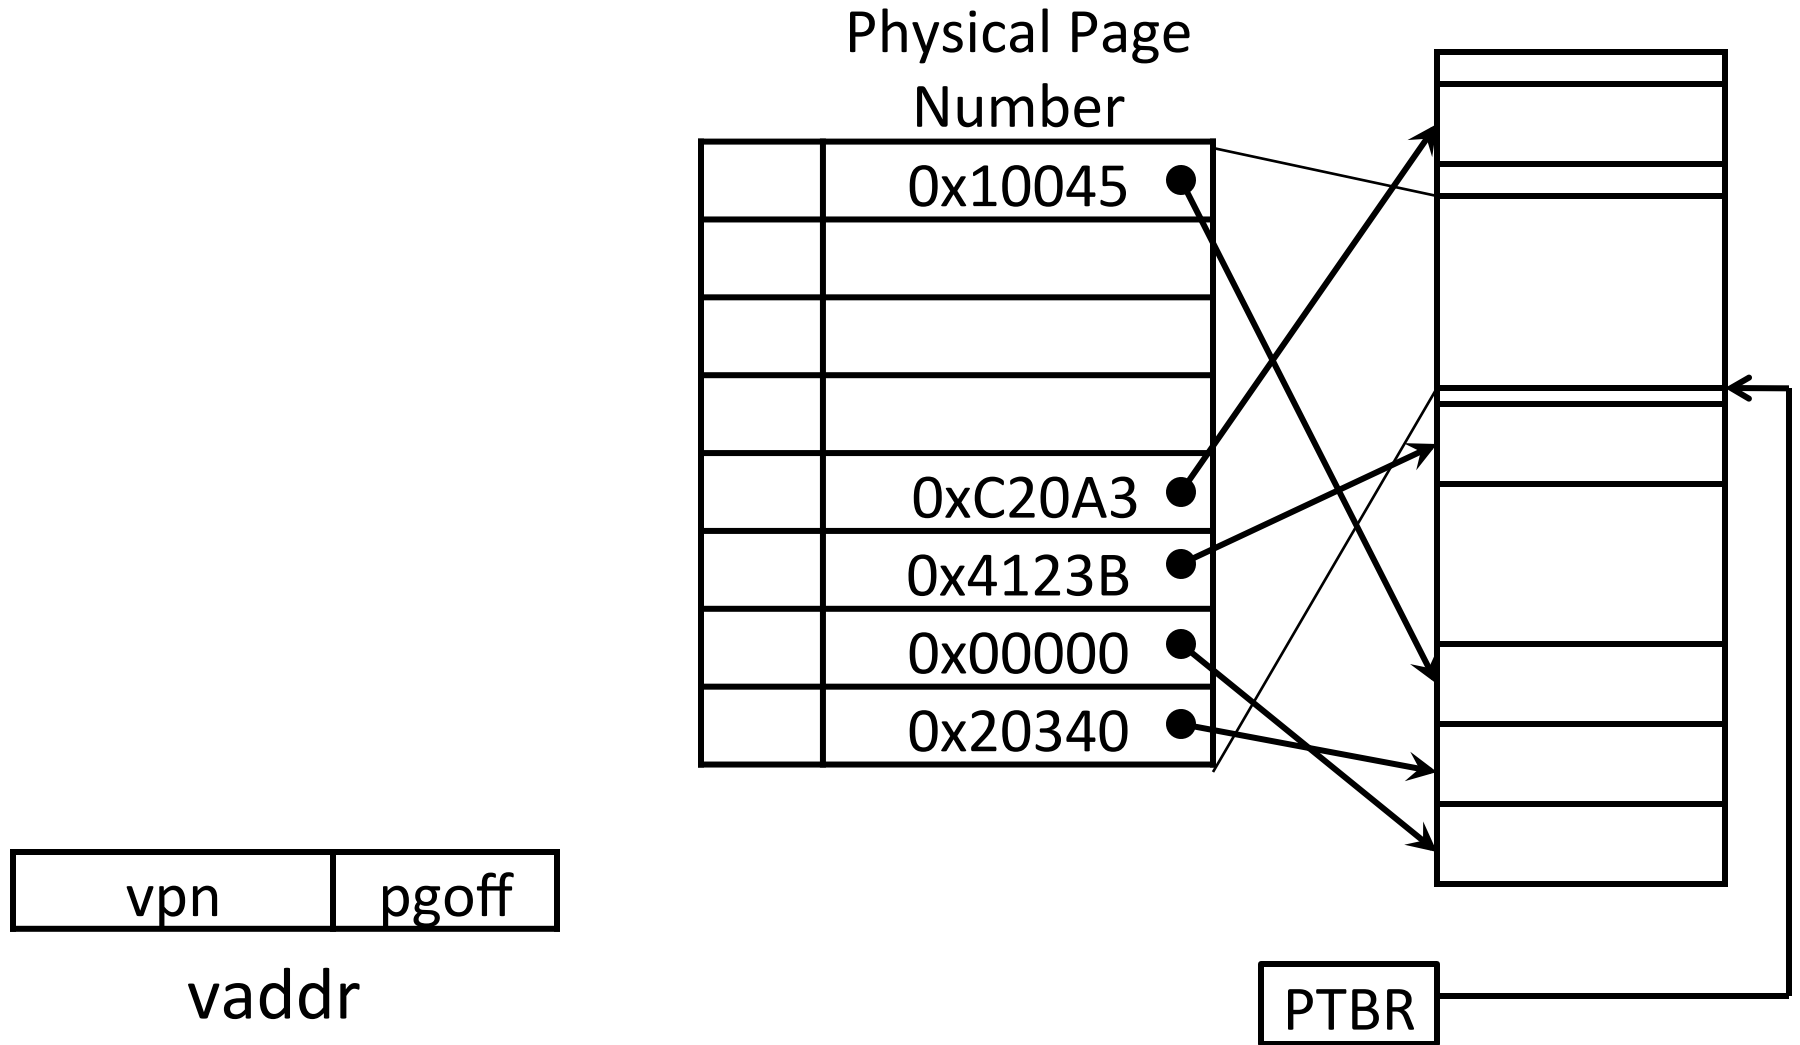 Physical Page
Number
0x10045
0xC20A3
0x4123B
0x00000
0x20340
vpn
pgoff
vaddr
PTBR